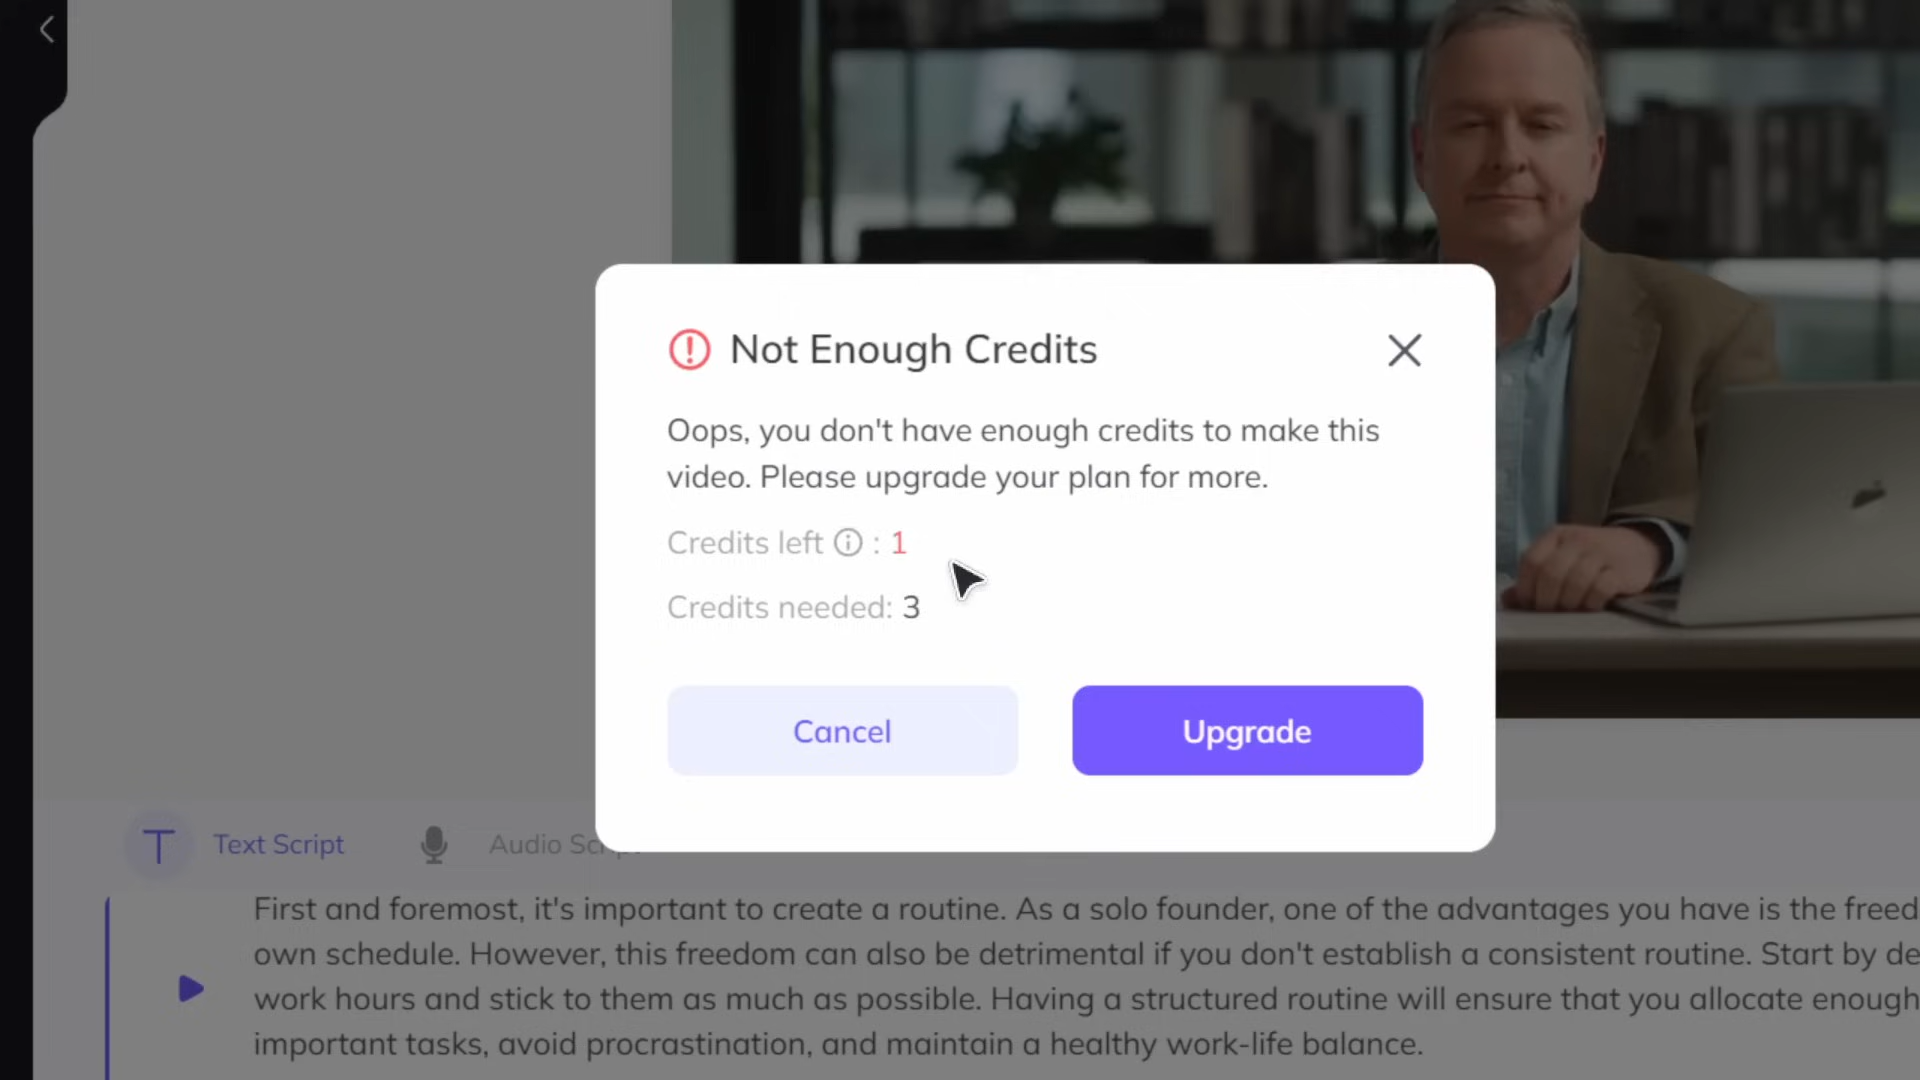 Not Enough Credits
Oops, you don't have enough credits to make this
video. Please upgrade your plan for more.
Credits left : 1
Credits needed: 3
Cancel
Upgrade
Text Script
Audio Script
First and foremost, it's important to create a routine. As a solo founder, one of the advantages you have is the freed
own schedule. However, this freedom can also be detrimental if you don't establish a consistent routine. Start by de
work hours and stick to them as much as possible. Having a structured routine will ensure that you allocate enough
important tasks, avoid procrastination, and maintain a healthy work-life balance.